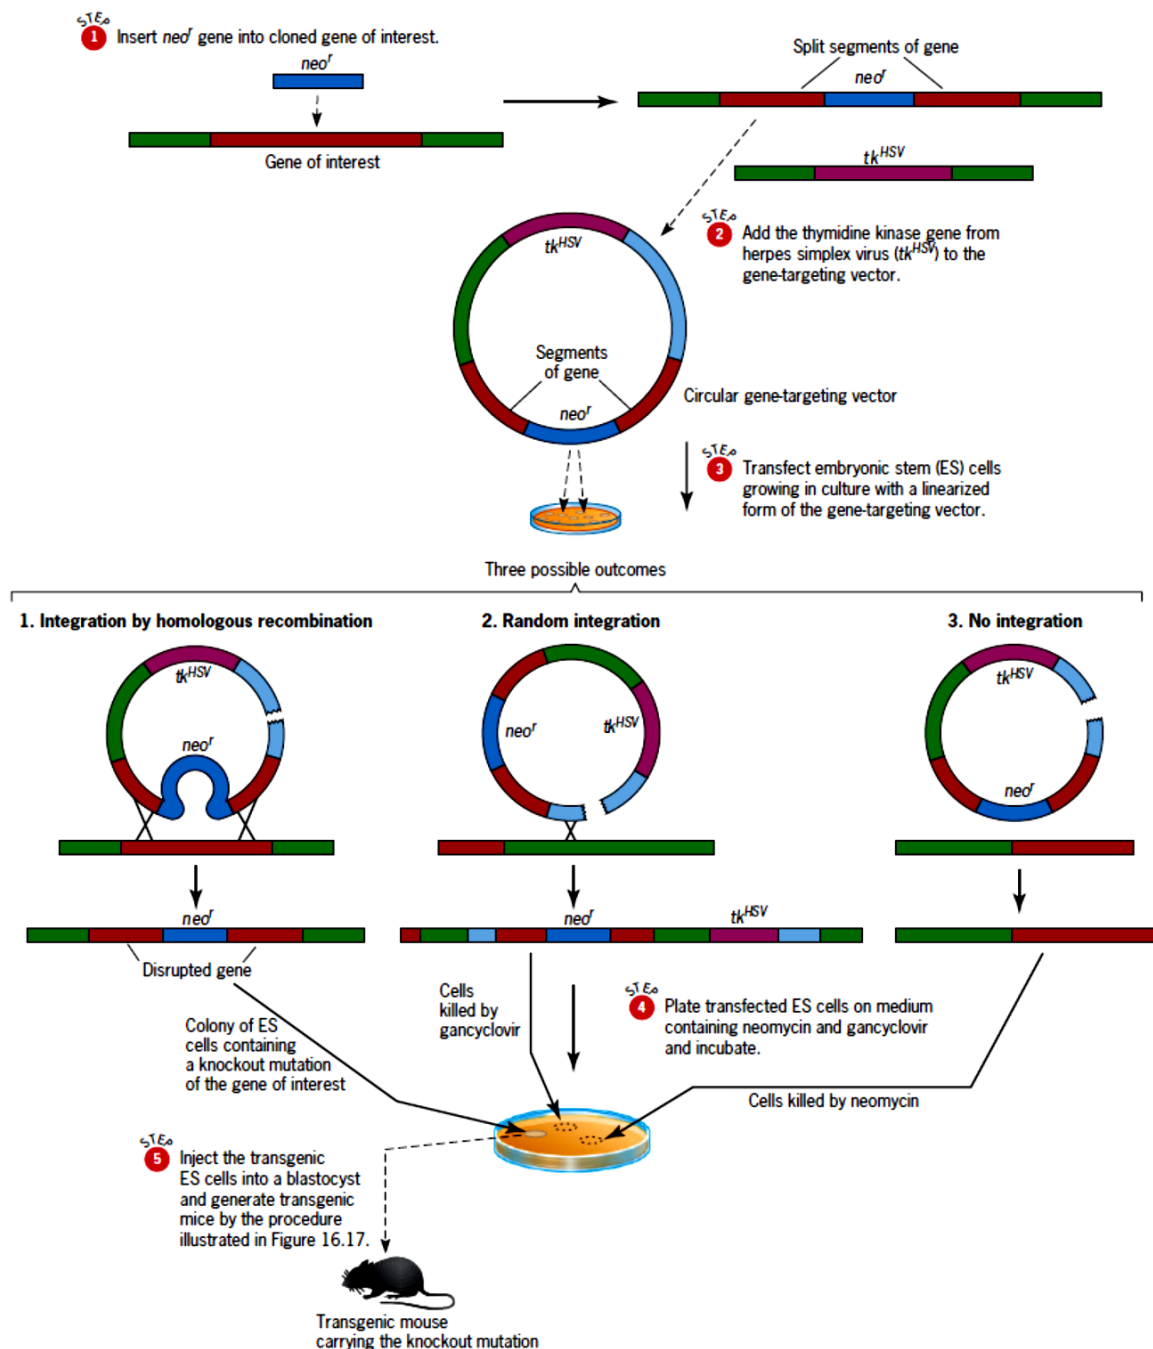 STEP
1
Insert neoʳ gene into cloned gene of interest.
neoʳ
Gene of interest
Split segments of gene
neoʳ
tkᴴˢⱽ
STEP
2
Add the thymidine kinase gene from
herpes simplex virus (tkᴴˢⱽ) to the
gene-targeting vector.
tkᴴˢⱽ
Segments
of gene
neoʳ
Circular gene-targeting vector
STEP
3
Transfect embryonic stem (ES) cells
growing in culture with a linearized
form of the gene-targeting vector.
Three possible outcomes
1. Integration by homologous recombination
tkᴴˢⱽ
neoʳ
neoʳ
Disrupted gene
Colony of ES
cells containing
a knockout mutation
of the gene of interest
2. Random integration
neoʳ
tkᴴˢⱽ
neoʳ
tkᴴˢⱽ
Cells
killed by
gancyclovir
3. No integration
tkᴴˢⱽ
neoʳ
STEP
4
Plate transfected ES cells on medium
containing neomycin and gancyclovir
and incubate.
Cells killed by neomycin
STEP
5
Inject the transgenic
ES cells into a blastocyst
and generate transgenic
mice by the procedure
illustrated in Figure 16.17.
Transgenic mouse
carrying the knockout mutation